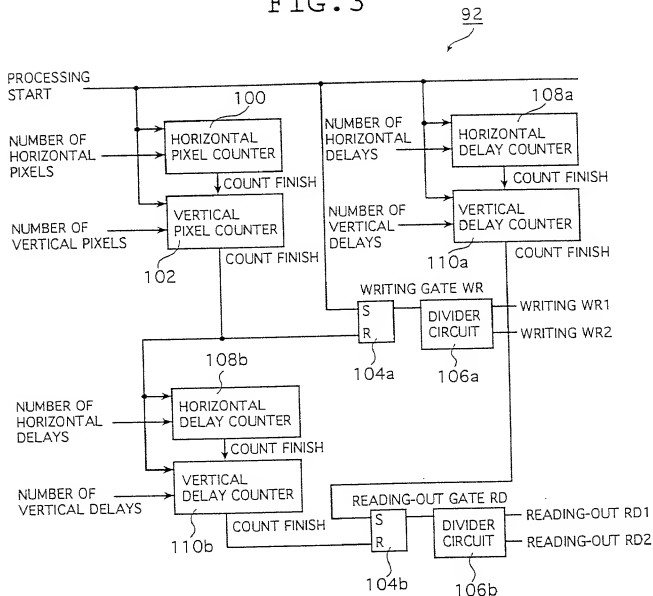 FIG.3
92
PROCESSING
START
100
108a
NUMBER OF
HORIZONTAL
PIXELS
HORIZONTAL
PIXEL COUNTER
NUMBER OF
HORIZONTAL
DELAYS
HORIZONTAL
DELAY COUNTER
COUNT FINISH
COUNT FINISH
NUMBER OF
VERTICAL PIXELS
VERTICAL
PIXEL COUNTER
NUMBER OF
VERTICAL
DELAYS
VERTICAL
DELAY COUNTER
102
COUNT FINISH
110a
COUNT FINISH
WRITING GATE WR
S
R
DIVIDER
CIRCUIT
WRITING WR1
WRITING WR2
104a
106a
108b
NUMBER OF
HORIZONTAL
DELAYS
HORIZONTAL
DELAY COUNTER
COUNT FINISH
NUMBER OF
VERTICAL DELAYS
VERTICAL
DELAY COUNTER
110b
COUNT FINISH
READING-OUT GATE RD
S
R
DIVIDER
CIRCUIT
READING-OUT RD1
READING-OUT RD2
104b
106b